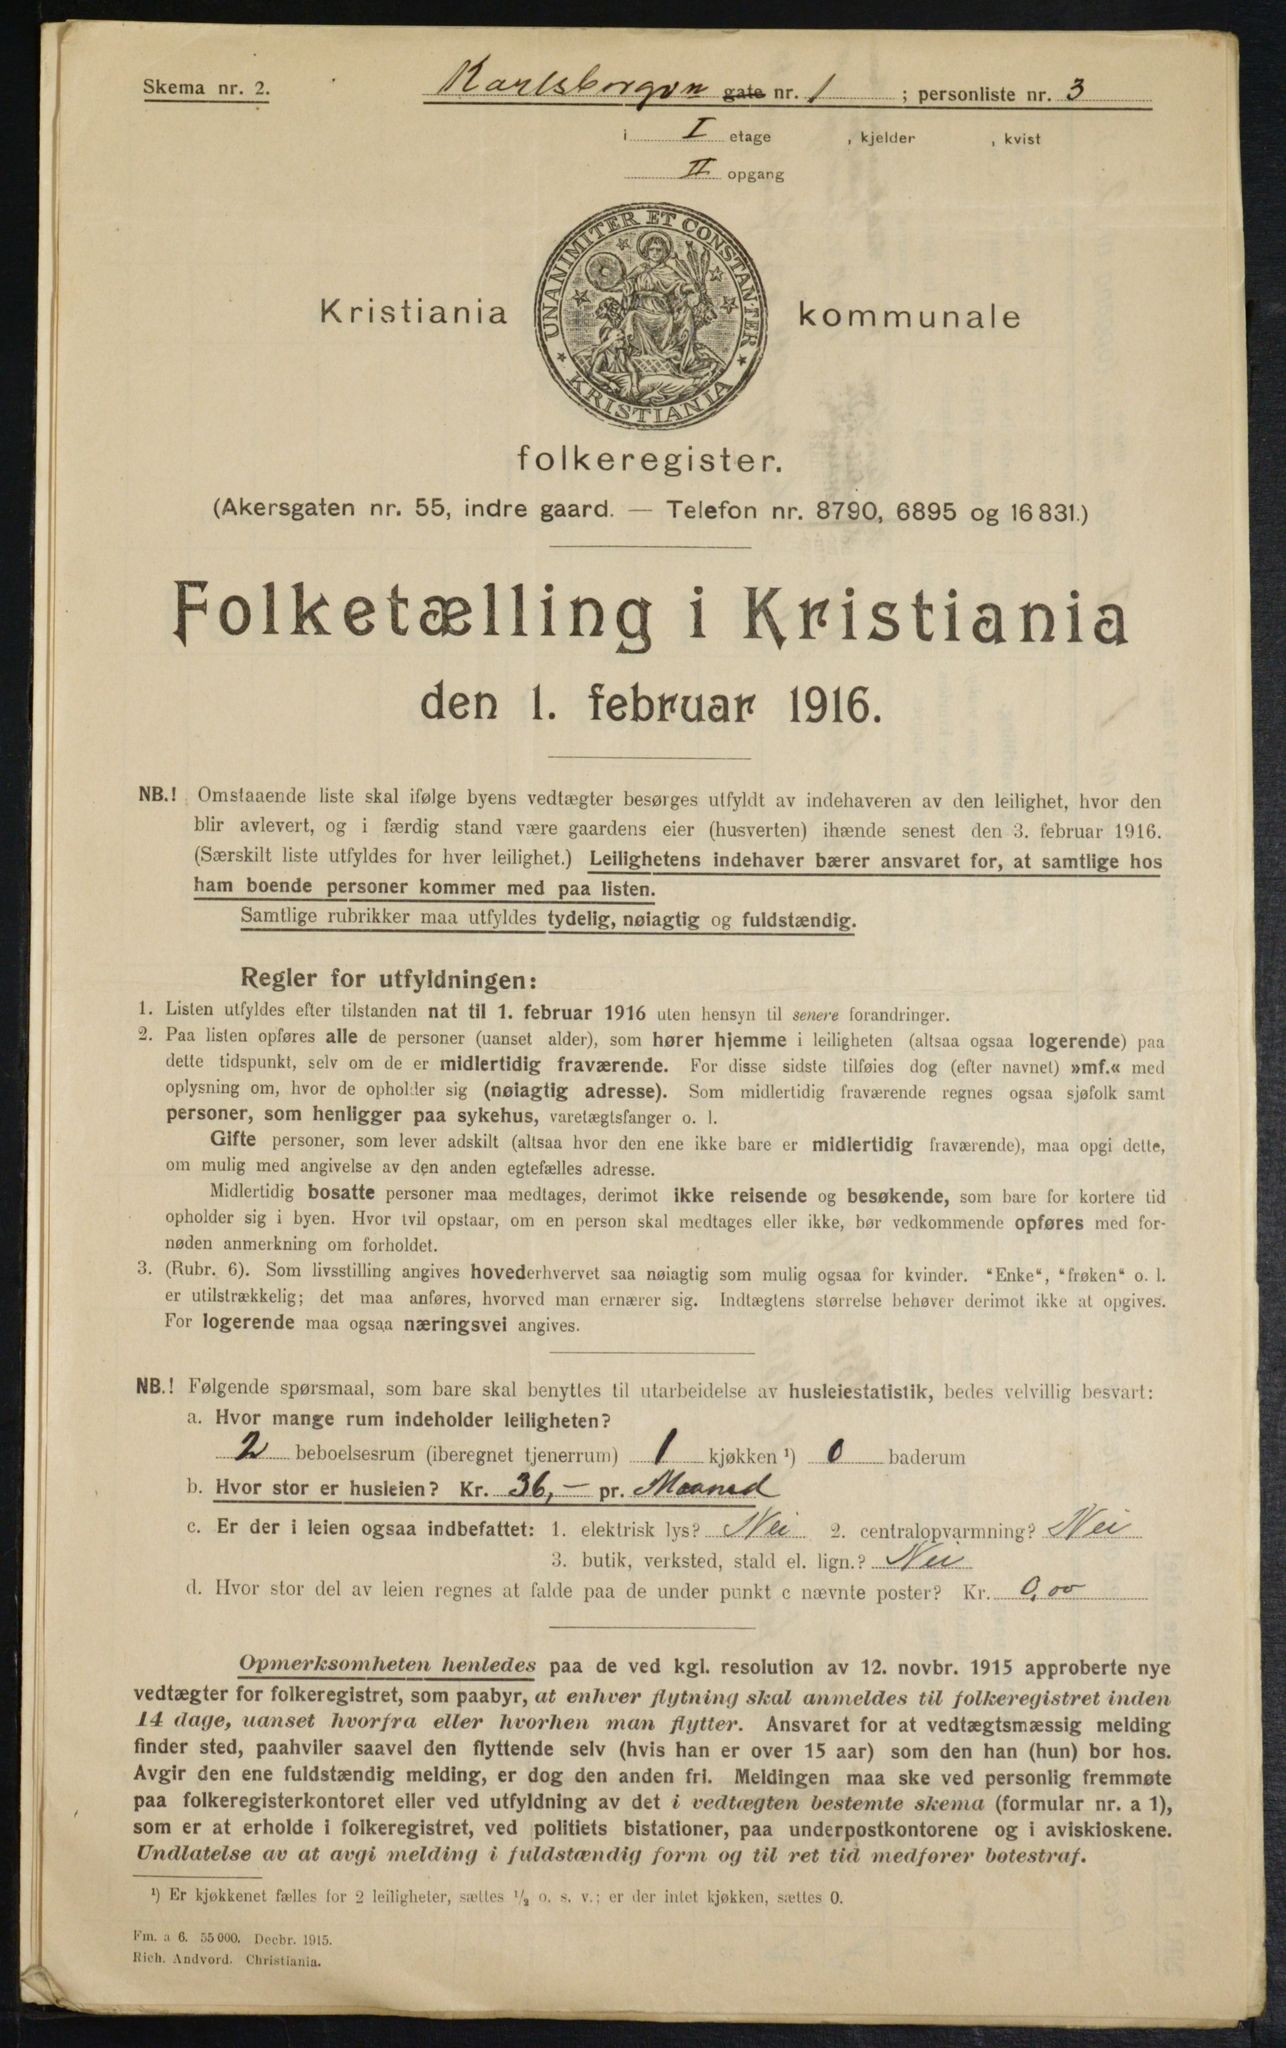 Skema nr. 2.
Karlsborgvn gate nr. 1 ; personliste nr. 3
i I etage , kjelder , kvist
II opgang
UNANIMITER ET CONSTANTER
KRISTIANIA
Kristiania kommunale
folkeregister.
(Akersgaten nr. 55, indre gaard. — Telefon nr. 8790, 6895 og 16831.)
Folketælling i Kristiania
den 1. februar 1916.
NB.! Omstaaende liste skal ifølge byens vedtægter besørges utfyldt av indehaveren av den leilighet, hvor den
blir avlevert, og i færdig stand være gaardens eier (husverten) ihænde senest den 3. februar 1916.
(Særskilt liste utfyldes for hver leilighet.) Leilighetens indehaver bærer ansvaret for, at samtlige hos
ham boende personer kommer med paa listen.
Samtlige rubrikker maa utfyldes tydelig, nøiagtig og fuldstændig.
Regler for utfyldningen:
1. Listen utfyldes efter tilstanden nat til 1. februar 1916 uten hensyn til senere forandringer.
2. Paa listen opføres alle de personer (uanset alder), som hører hjemme i leiligheten (altsaa ogsaa logerende) paa
dette tidspunkt, selv om de er midlertidig fraværende. For disse sidste tilføies dog (efter navnet) »mf.« med
oplysning om, hvor de opholder sig (nøiagtig adresse). Som midlertidig fraværende regnes ogsaa sjøfolk samt
personer, som henligger paa sykehus, varetægtsfanger o. l.
Gifte personer, som lever adskilt (altsaa hvor den ene ikke bare er midlertidig fraværende), maa opgi dette,
om mulig med angivelse av den anden egtefælles adresse.
Midlertidig bosatte personer maa medtages, derimot ikke reisende og besøkende, som bare for kortere tid
opholder sig i byen. Hvor tvil opstaar, om en person skal medtages eller ikke, bør vedkommende opføres med for-
nøden anmerkning om forholdet.
3. (Rubr. 6). Som livsstilling angives hovederhvervet saa nøiagtig som mulig ogsaa for kvinder. “Enke“, “frøken“ o. l.
er utilstrækkelig; det maa anføres, hvorved man ernærer sig. Indtægtens størrelse behøver derimot ikke at opgives.
For logerende maa ogsaa næringsvei angives.
NB.! Følgende spørsmaal, som bare skal benyttes til utarbeidelse av husleiestatistik, bedes velvillig besvart:
a. Hvor mange rum indeholder leiligheten?
2 beboelsesrum (iberegnet tjenerrum) 1 kjøkken ¹) 0 baderum
b. Hvor stor er husleien? Kr. 36,- pr. Maaned
c. Er der i leien ogsaa indbefattet: 1. elektrisk lys? Nei 2. centralopvarmning? Nei
3. butik, verksted, stald el. lign.? Nei
d. Hvor stor del av leien regnes at falde paa de under punkt c nævnte poster? Kr. 0,00
Opmerksomheten henledes paa de ved kgl. resolution av 12. novbr. 1915 approberte nye
vedtægter for folkeregistret, som paabyr, at enhver flytning skal anmeldes til folkeregistret inden
14 dage, uanset hvorfra eller hvorhen man flytter. Ansvaret for at vedtægtsmæssig melding
finder sted, paahviler saavel den flyttende selv (hvis han er over 15 aar) som den han (hun) bor hos.
Avgir den ene fuldstændig melding, er dog den anden fri. Meldingen maa ske ved personlig fremmøte
paa folkeregisterkontoret eller ved utfyldning av det i vedtægten bestemte skema (formular nr. a 1),
som er at erholde i folkeregistret, ved politiets bistationer, paa underpostkontorene og i aviskioskene.
Undlatelse av at avgi melding i fuldstændig form og til ret tid medfører bøtestraf.
¹) Er kjøkkenet fælles for 2 leiligheter, sættes ½ o. s. v.; er der intet kjøkken, sættes 0.
Fm. a 6. 55000. Decbr. 1915.
Rich. Andvord. Christiania.